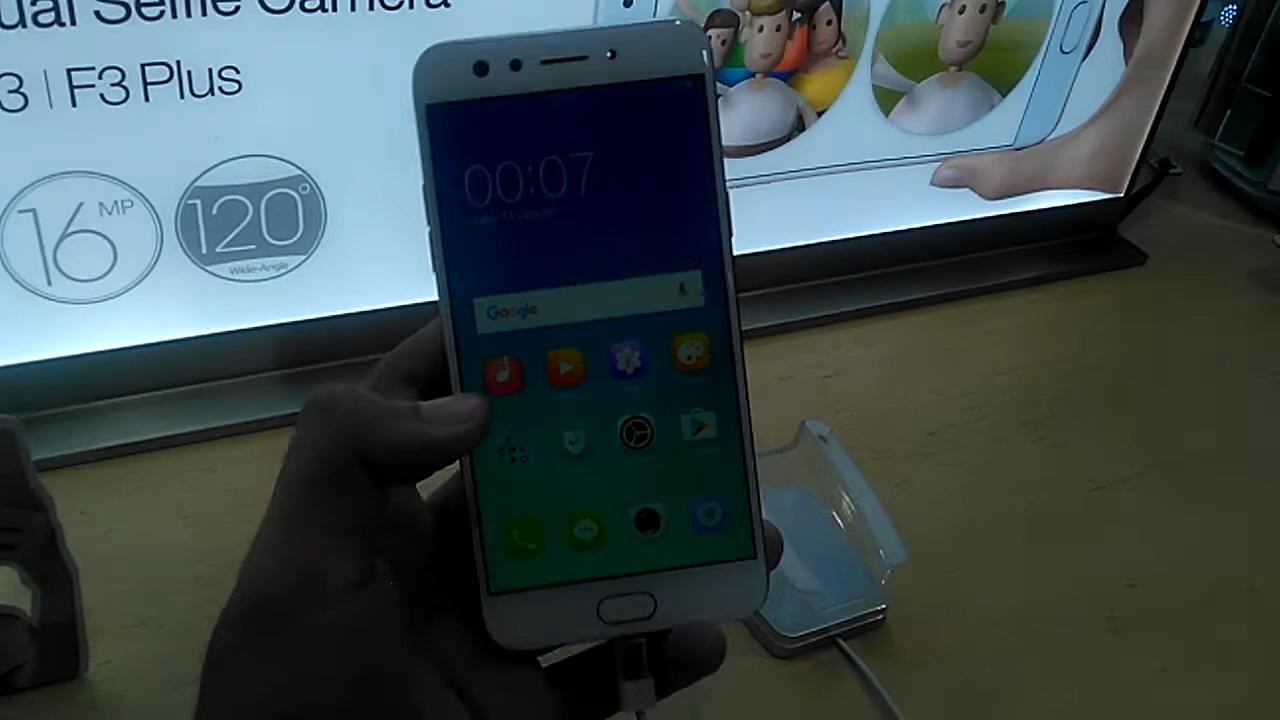 ual Selfie Camera
3 | F3 Plus
16 MP
120°
Wide-Angle
00:07
Google